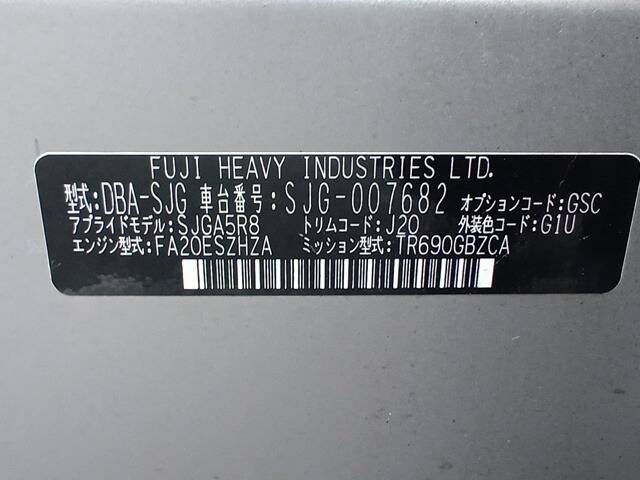 FUJI HEAVY INDUSTRIES LTD.
型式:DBA-SJG 車台番号:SJG-007682 オプションコード:GSC
アプライドモデル:SJGA5R8 トリムコード:J20 外装色コード:G1U
エンジン型式:FA20ESZHZA ミッション型式:TR690GBZCA